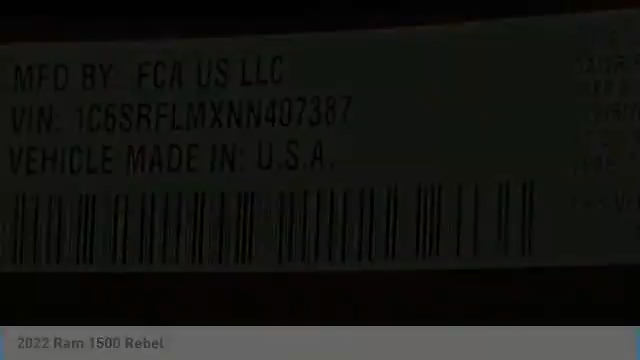 MFD BY: FCA US LLC
VIN: 1C6SRFLMXNN407387
VEHICLE MADE IN: U.S.A.
2022 Ram 1500 Rebel